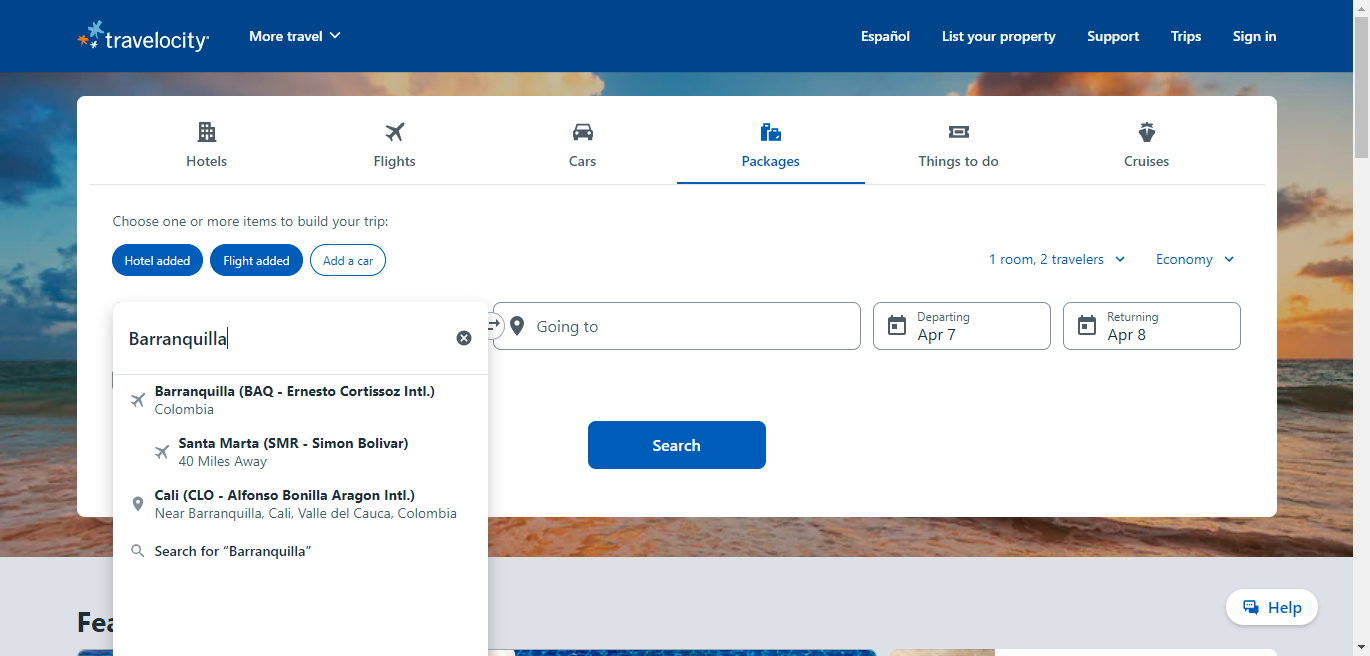 travelocity
More travel
Español
List your property
Support
Trips
Sign in
Hotels
Flights
Cars
Packages
Things to do
Cruises
Choose one or more items to build your trip:
Hotel added
Flight added
Add a car
1 room, 2 travelers
Economy
Barranquilla
Going to
Departing
Apr 7
Returning
Apr 8
Barranquilla (BAQ - Ernesto Cortissoz Intl.)
Colombia
Santa Marta (SMR - Simon Bolivar)
40 Miles Away
Cali (CLO - Alfonso Bonilla Aragon Intl.)
Near Barranquilla, Cali, Valle del Cauca, Colombia
Search for “Barranquilla”
Search
Help